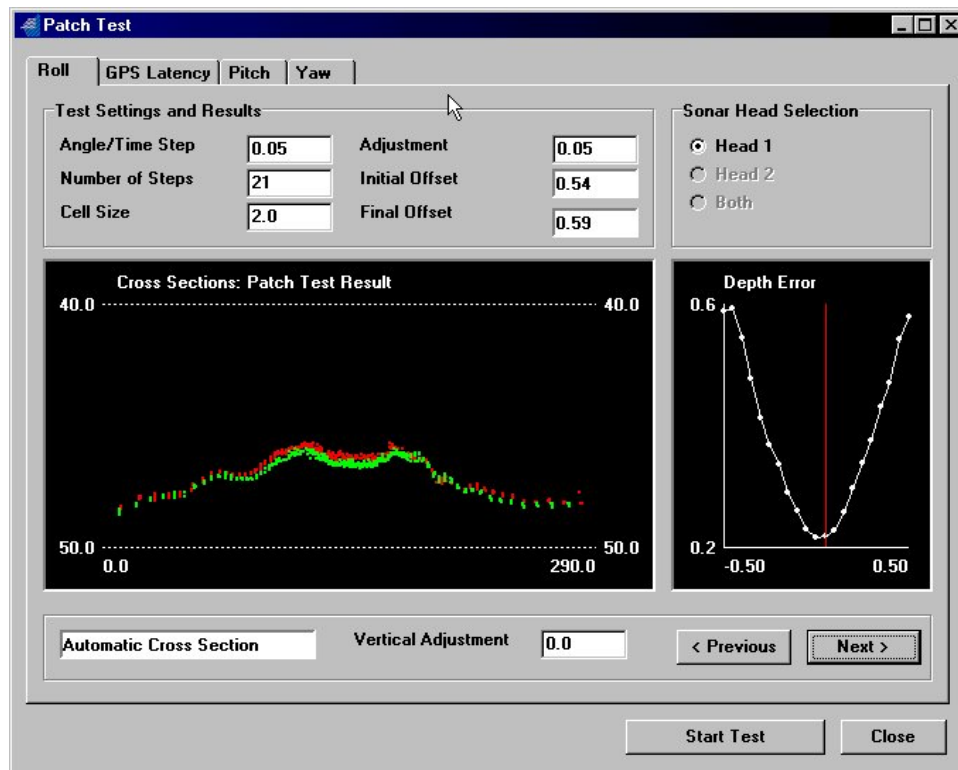 Patch Test
Roll GPS Latency Pitch Yaw
Test Settings and Results
Angle/Time Step 0.05 Adjustment 0.05
Number of Steps 21 Initial Offset 0.54
Cell Size 2.0 Final Offset 0.59
Sonar Head Selection
Head 1
Head 2
Both
Cross Sections: Patch Test Result
40.0 40.0
50.0 50.0
0.0 290.0
Depth Error
0.6
0.2
-0.50 0.50
Automatic Cross Section Vertical Adjustment 0.0 < Previous Next >
Start Test Close